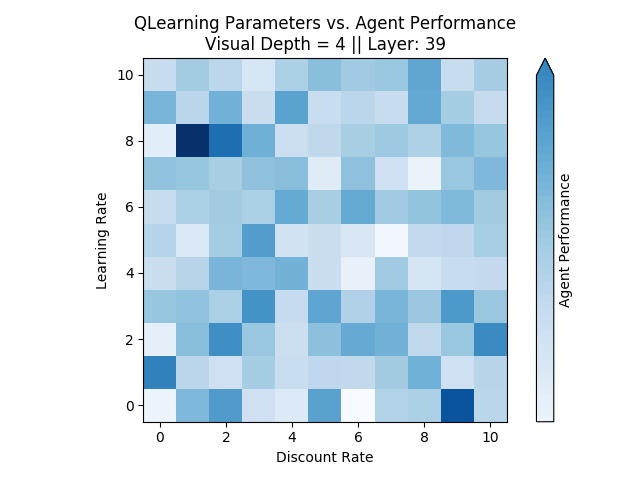 QLearning Parameters vs. Agent Performance
Visual Depth = 4 || Layer: 39
10
8
6
4
2
0
Learning Rate
0 2 4 6 8 10
Discount Rate
Agent Performance